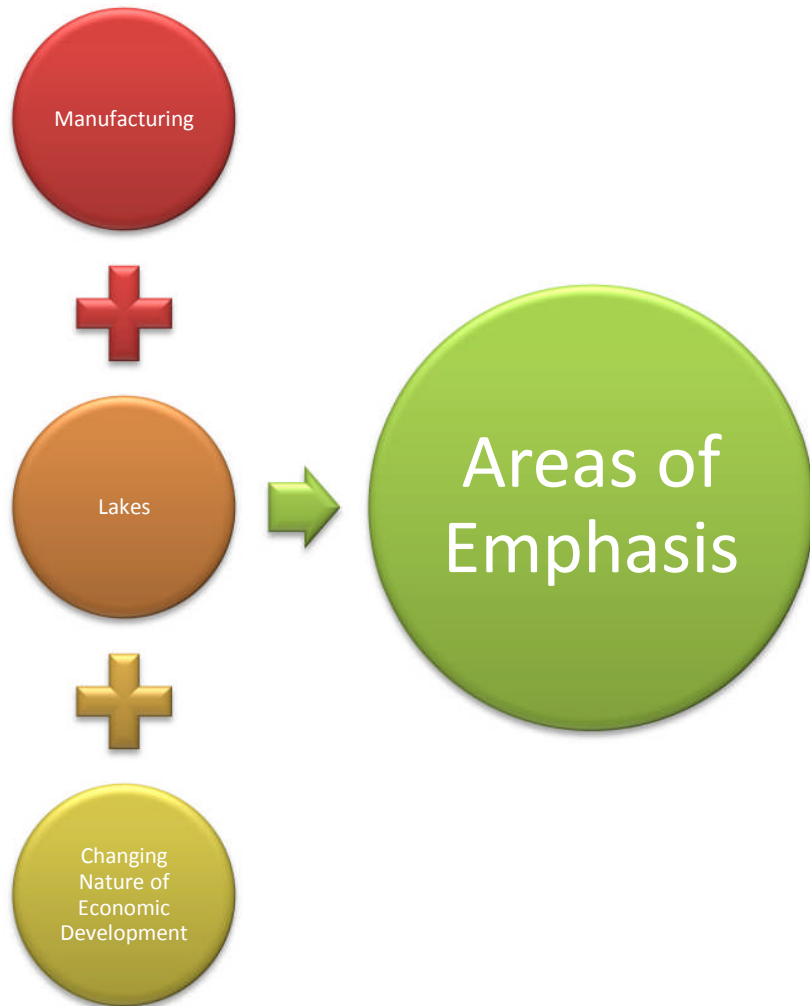 Manufacturing
Lakes
Areas of
Emphasis
Changing
Nature of
Economic
Development